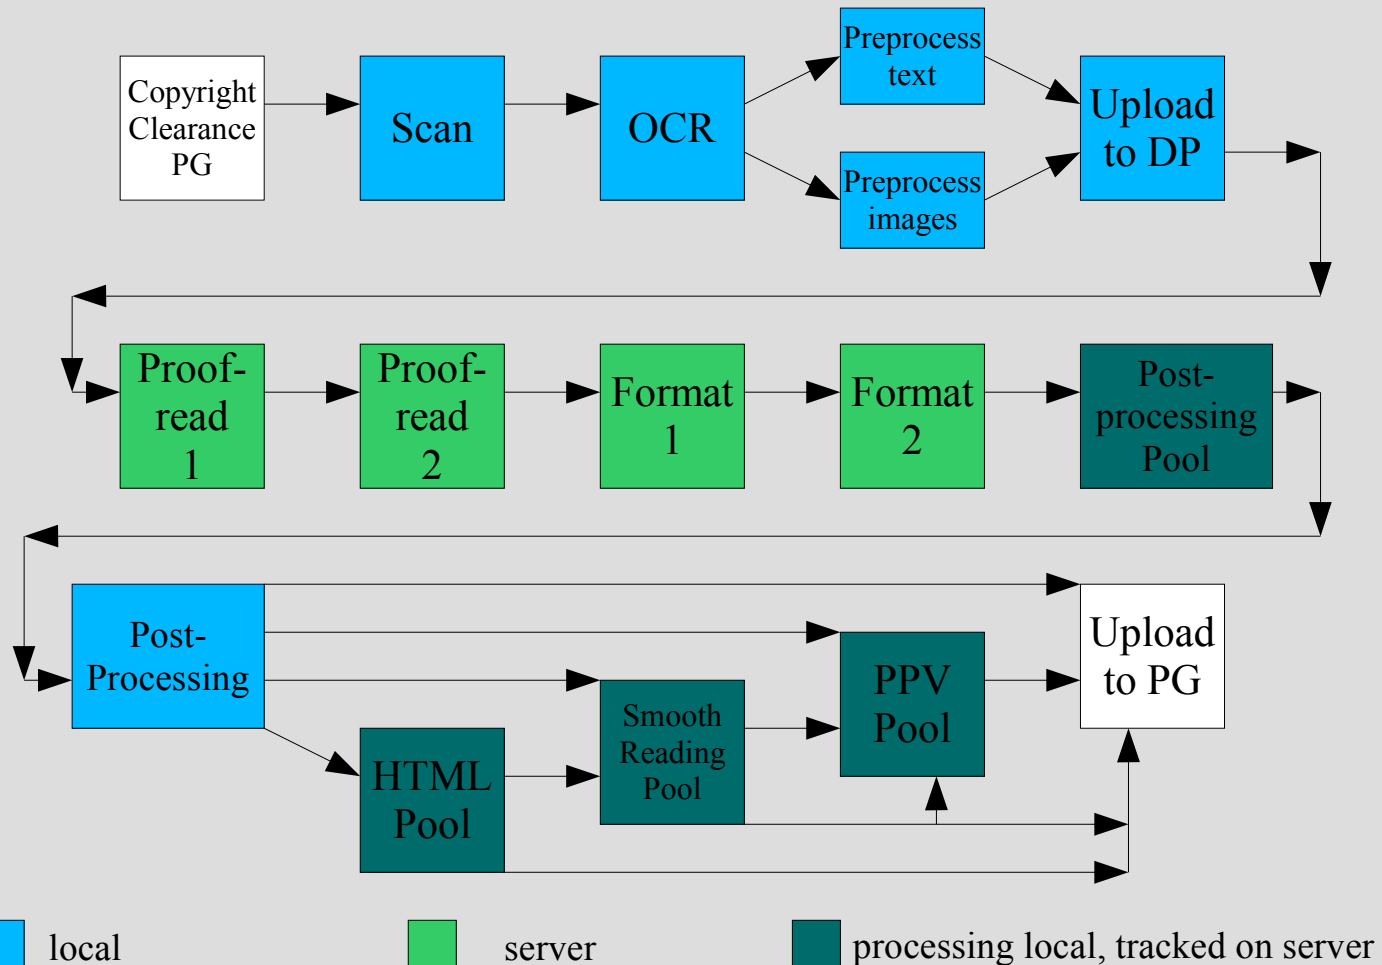 Copyright
Clearance
PG
Scan
OCR
Preprocess
text
Preprocess
images
Upload
to DP
Proof-
read
1
Proof-
read
2
Format
1
Format
2
Post-
processing
Pool
Post-
Processing
HTML
Pool
Smooth
Reading
Pool
PPV
Pool
Upload
to PG
local
server
processing local, tracked on server